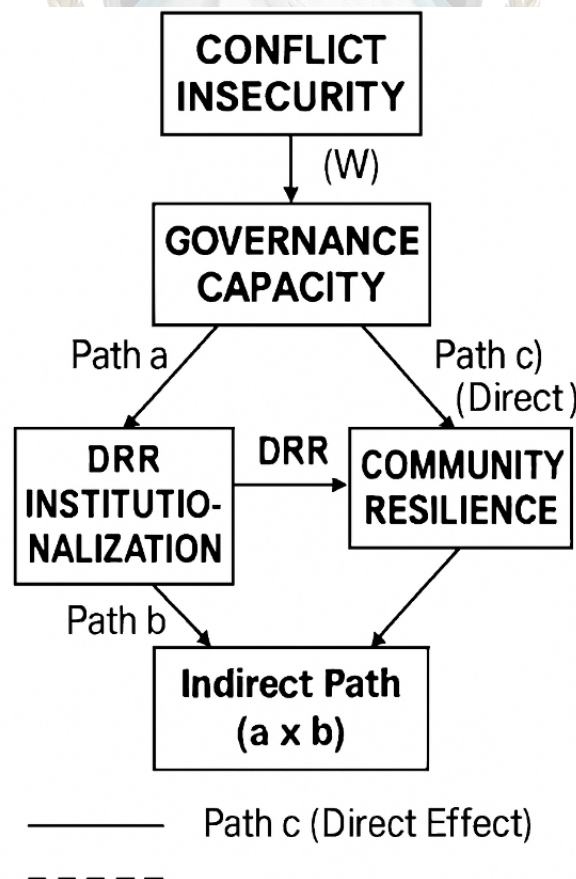 CONFLICT
INSECURITY
(W)
GOVERNANCE
CAPACITY
Path a
Path c)
(Direct)
DRR
INSTITUTIO-
NALIZATION
DRR
COMMUNITY
RESILIENCE
Path b
Indirect Path
(a x b)
Path c (Direct Effect)